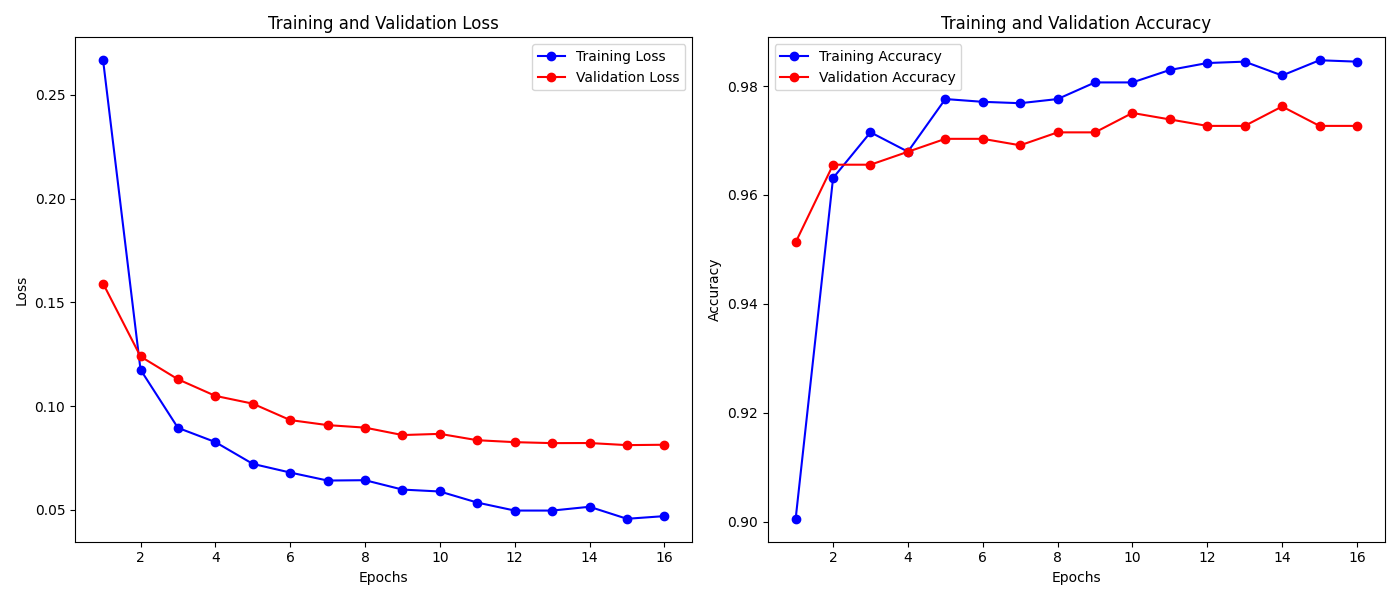 Training and Validation Loss
Training Loss
Validation Loss
0.25
0.20
0.15
0.10
0.05
Loss
2 4 6 8 10 12 14 16
Epochs
Training and Validation Accuracy
Training Accuracy
Validation Accuracy
0.98
0.96
0.94
0.92
0.90
Accuracy
2 4 6 8 10 12 14 16
Epochs